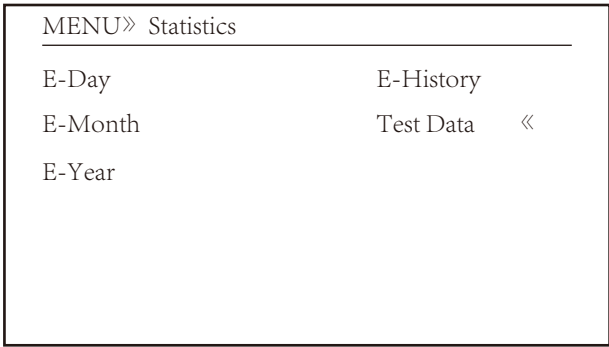 MENU» Statistics
E-Day E-History
E-Month Test Data «
E-Year